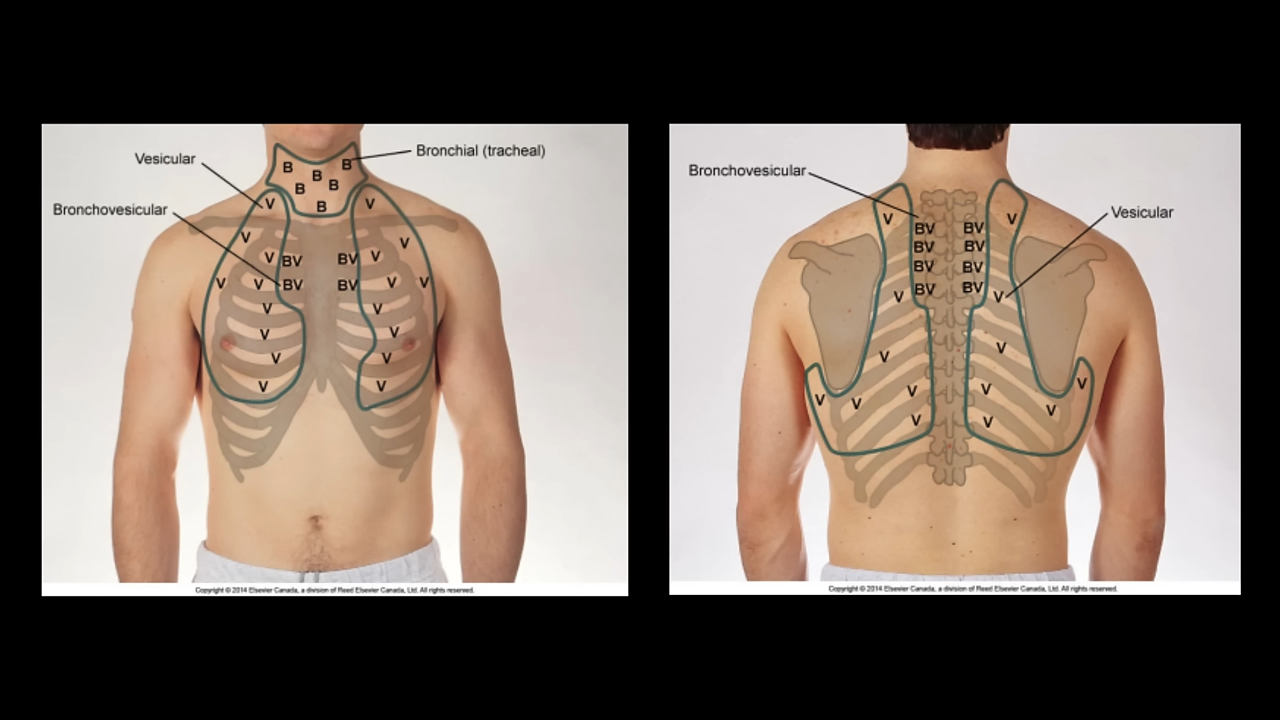 Vesicular
Bronchial (tracheal)
Bronchovesicular
B B B
B B
B
V V
V V
V BV BV V
V V BV BV V V
V V
V V
V V
V V
Copyright © 2014 Elsevier Canada, a division of Reed Elsevier Canada, Ltd. All rights reserved.
Bronchovesicular
Vesicular
V V
BV BV
BV BV
BV BV
BV BV
V V
V V
V V V V
V V V
V V
Copyright © 2014 Elsevier Canada, a division of Reed Elsevier Canada, Ltd. All rights reserved.